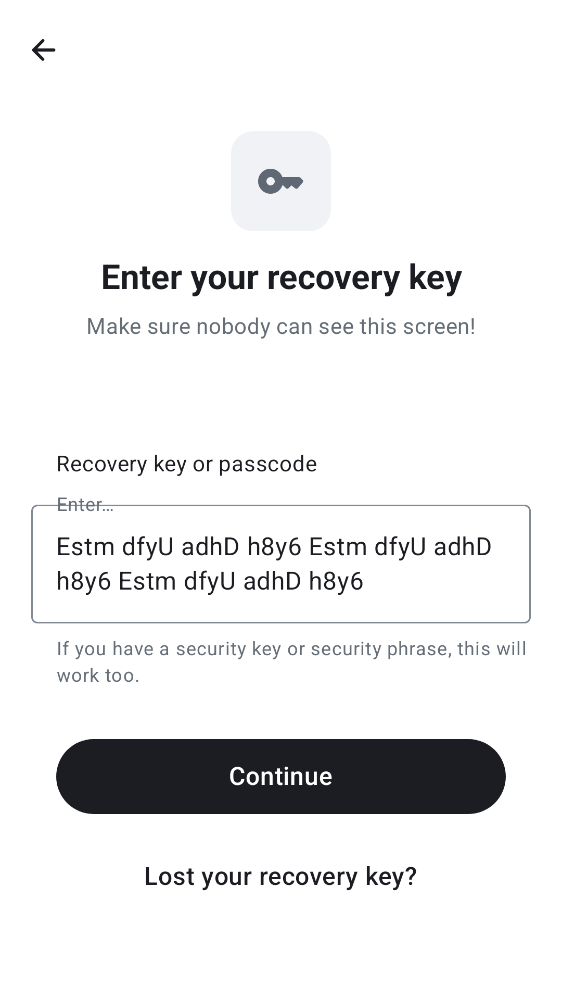 Enter your recovery key
Make sure nobody can see this screen!
Recovery key or passcode
Enter...
Estm dfyU adhD h8y6 Estm dfyU adhD
h8y6 Estm dfyU adhD h8y6
If you have a security key or security phrase, this will
work too.
Continue
Lost your recovery key?